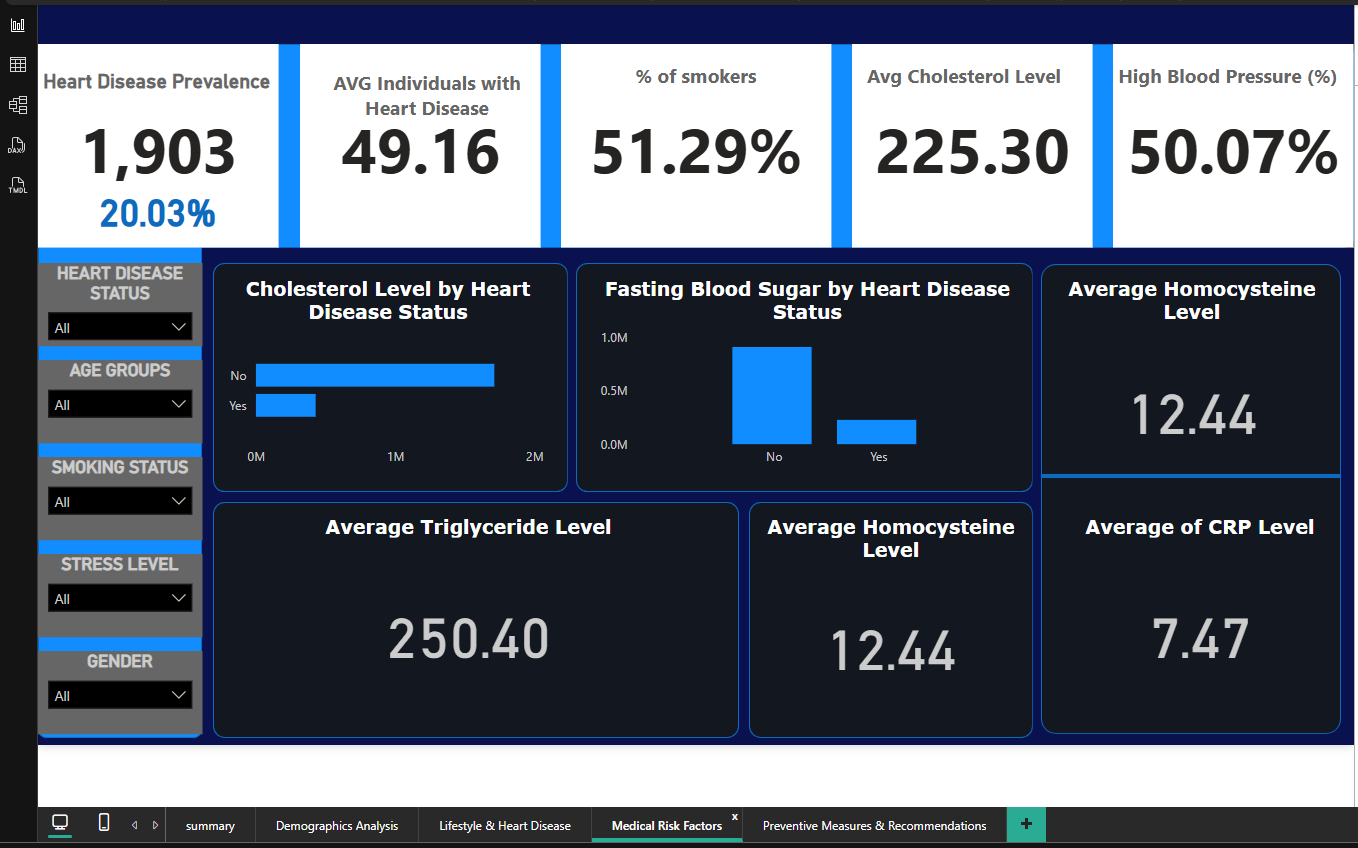 DAX
TMDL
Heart Disease Prevalence
1,903
20.03%
AVG Individuals with
Heart Disease
49.16
% of smokers
51.29%
Avg Cholesterol Level
225.30
High Blood Pressure (%)
50.07%
HEART DISEASE
STATUS
All
AGE GROUPS
All
SMOKING STATUS
All
STRESS LEVEL
All
GENDER
All
Cholesterol Level by Heart
Disease Status
No
Yes
0M 1M 2M
Fasting Blood Sugar by Heart Disease
Status
1.0M
0.5M
0.0M
No Yes
Average Homocysteine
Level
12.44
Average Triglyceride Level
250.40
Average Homocysteine
Level
12.44
Average of CRP Level
7.47
summary Demographics Analysis Lifestyle & Heart Disease Medical Risk Factors x Preventive Measures & Recommendations +